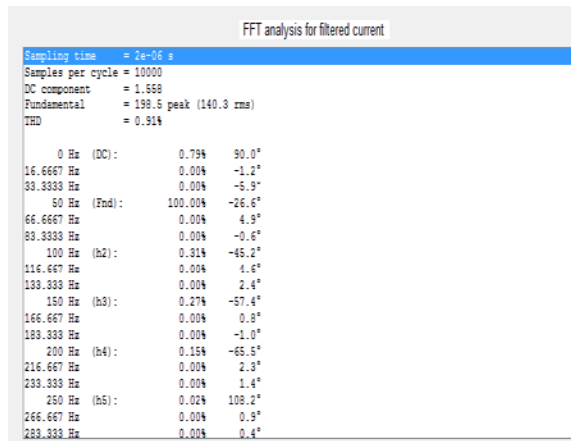 FFT analysis for filtered current
Sampling time = 2e-06 s
Samples per cycle = 10000
DC component = 1.558
Fundamental = 198.5 peak (140.3 rms)
THD = 0.91%
0 Hz (DC): 0.79% 90.0°
16.6667 Hz 0.00% -1.2°
33.3333 Hz 0.00% -5.9°
50 Hz (Fnd): 100.00% -26.6°
66.6667 Hz 0.00% 4.9°
83.3333 Hz 0.00% -0.6°
100 Hz (h2): 0.31% -45.2°
116.667 Hz 0.00% 4.6°
133.333 Hz 0.00% 2.4°
150 Hz (h3): 0.27% -57.4°
166.667 Hz 0.00% 0.8°
183.333 Hz 0.00% -1.0°
200 Hz (h4): 0.15% -65.5°
216.667 Hz 0.00% 2.3°
233.333 Hz 0.00% 1.4°
250 Hz (h5): 0.02% 108.2°
266.667 Hz 0.00% 0.9°
283.333 Hz 0.00% 0.4°